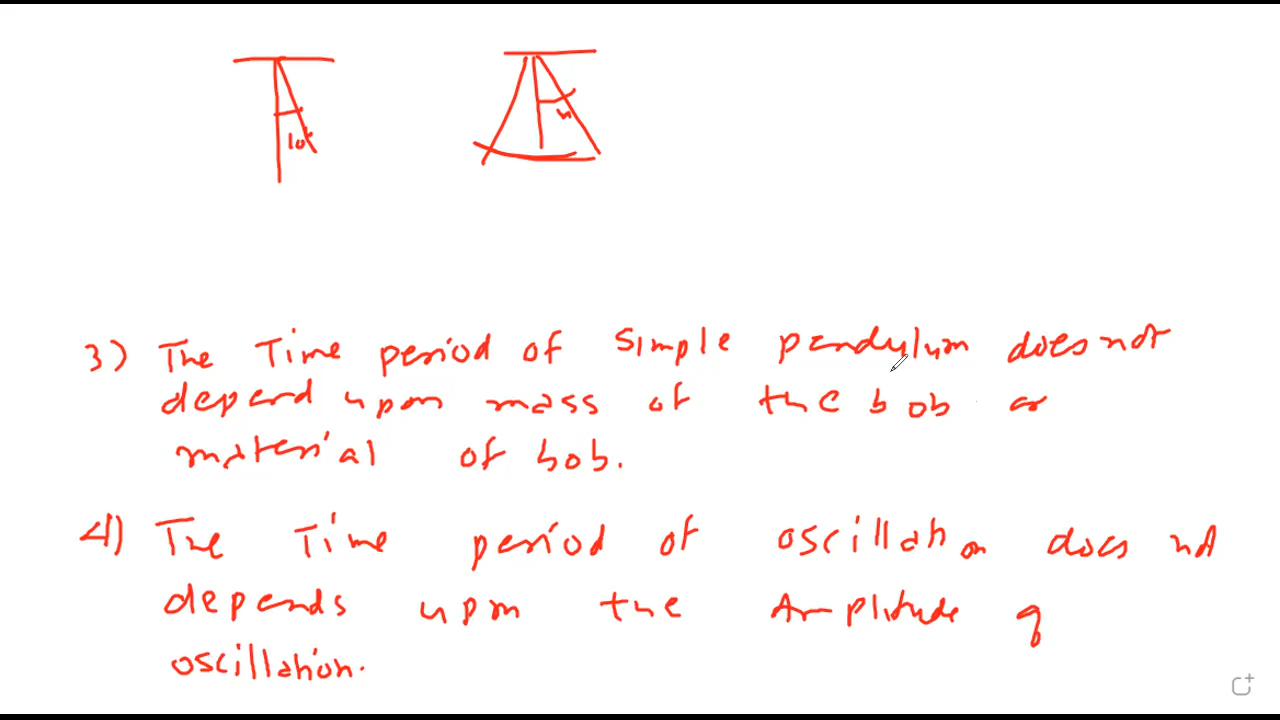 10°
3) The Time period of simple pendylum does not
depend upon mass of the bob or
material of bob.
4) The Time period of oscillation does not
depends upon the Amplitude of
oscillation.